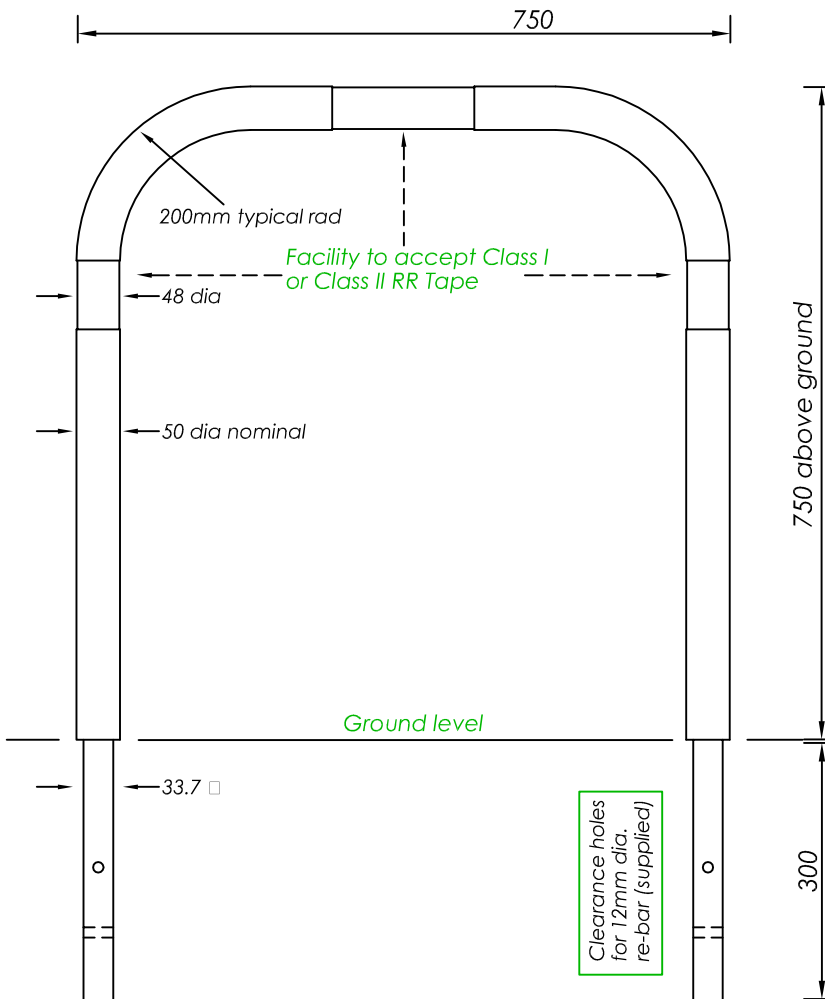 750
200mm typical rad
Facility to accept Class I
or Class II RR Tape
48 dia
750 above ground
50 dia nominal
Ground level
33.7 □
Clearance holes
for 12mm dia.
re-bar (supplied)
300